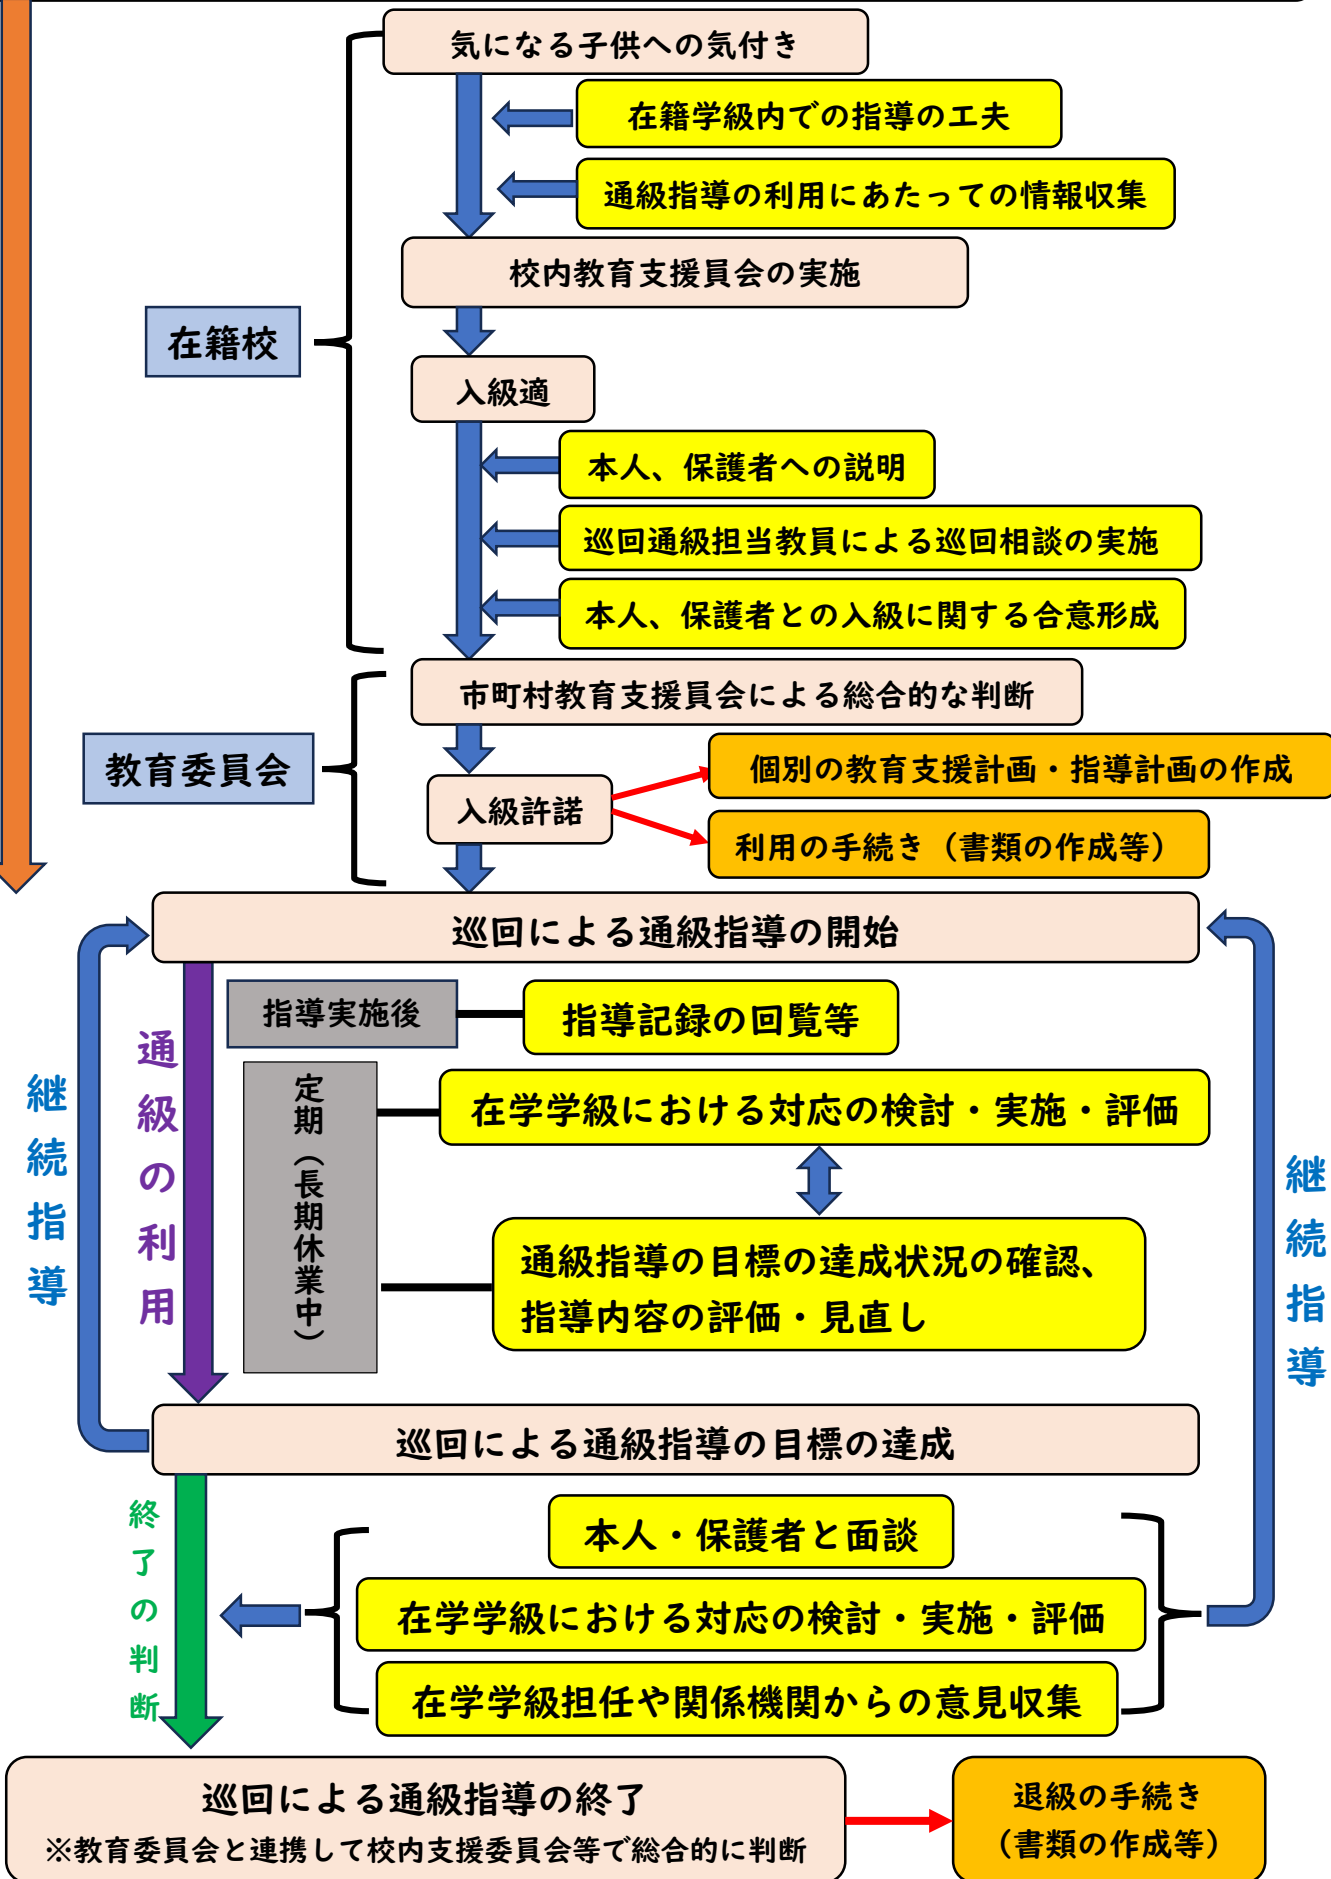 気になる子供への気付き
在籍学級内での指導の工夫
通級指導の利用にあたっての情報収集
校内教育支援員会の実施
在籍校
入級適
本人、保護者への説明
巡回通級担当教員による巡回相談の実施
本人、保護者との入級に関する合意形成
市町村教育支援員会による総合的な判断
教育委員会
個別の教育支援計画・指導計画の作成
入級許諾
利用の手続き（書類の作成等）
巡回による通級指導の開始
指導実施後
指導記録の回覧等
通級の利用
継続指導
定期（長期休業中）
在学学級における対応の検討・実施・評価
継続指導
通級指導の目標の達成状況の確認、
指導内容の評価・見直し
巡回による通級指導の目標の達成
終了の判断
本人・保護者と面談
在学学級における対応の検討・実施・評価
在学学級担任や関係機関からの意見収集
巡回による通級指導の終了
※教育委員会と連携して校内支援委員会等で総合的に判断
退級の手続き
（書類の作成等）